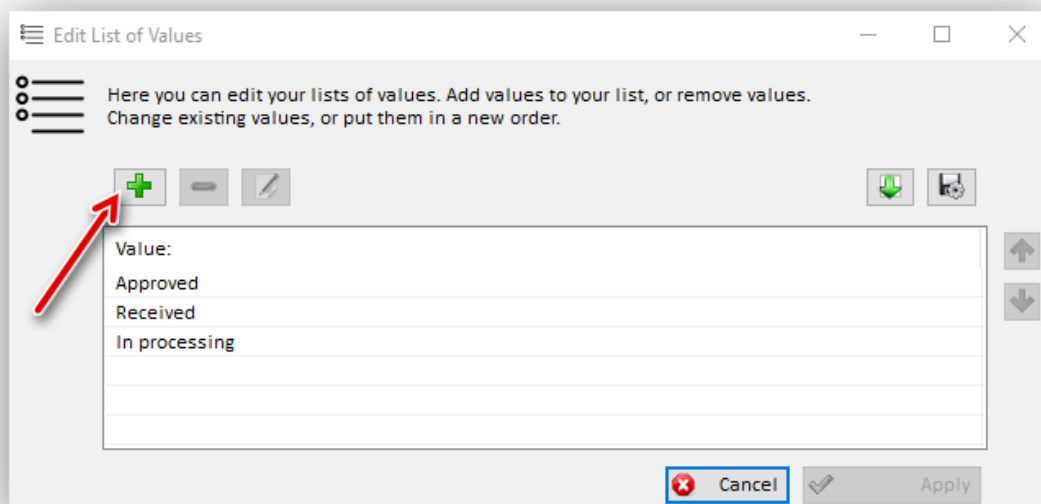 Edit List of Values
Here you can edit your lists of values. Add values to your list, or remove values.
Change existing values, or put them in a new order.
Value:
Approved
Received
In processing
Cancel
Apply